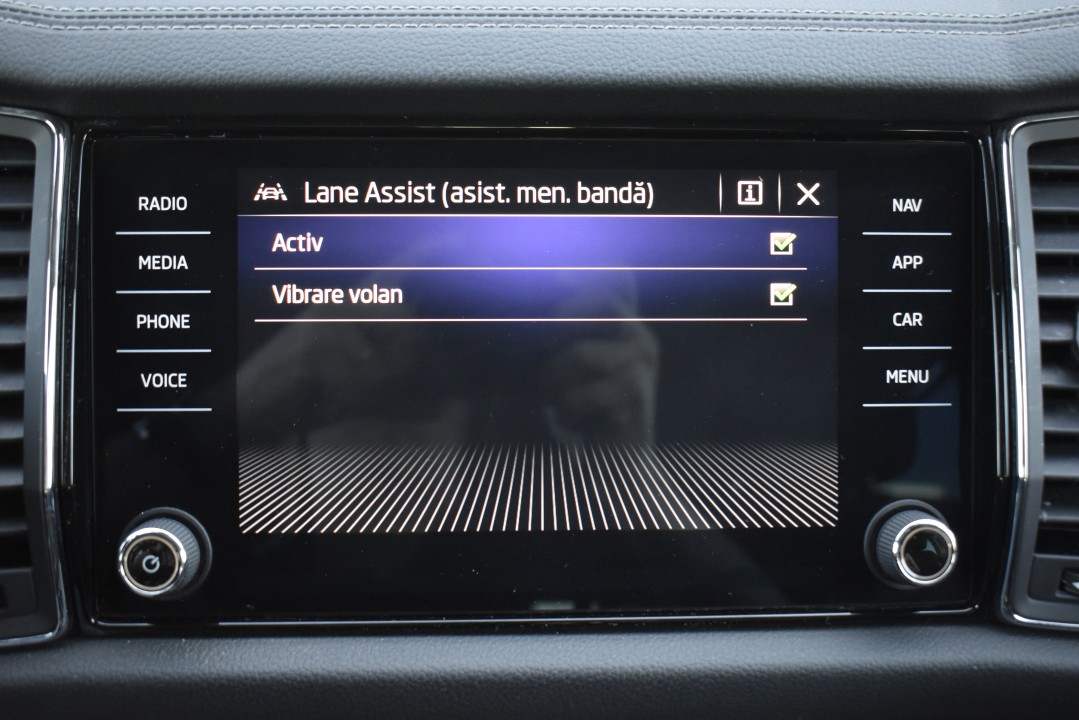 Lane Assist (asist. men. bandă)
Activ
Vibrare volan
RADIO
MEDIA
PHONE
VOICE
NAV
APP
CAR
MENU